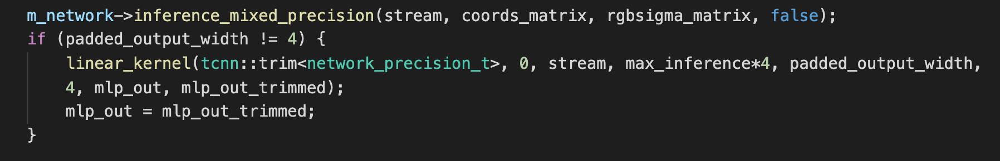 m_network->inference_mixed_precision(stream, coords_matrix, rgbsigma_matrix, false);
if (padded_output_width != 4) {
linear_kernel(tcnn::trim<network_precision_t>, 0, stream, max_inference*4, padded_output_width,
4, mlp_out, mlp_out_trimmed);
mlp_out = mlp_out_trimmed;
}